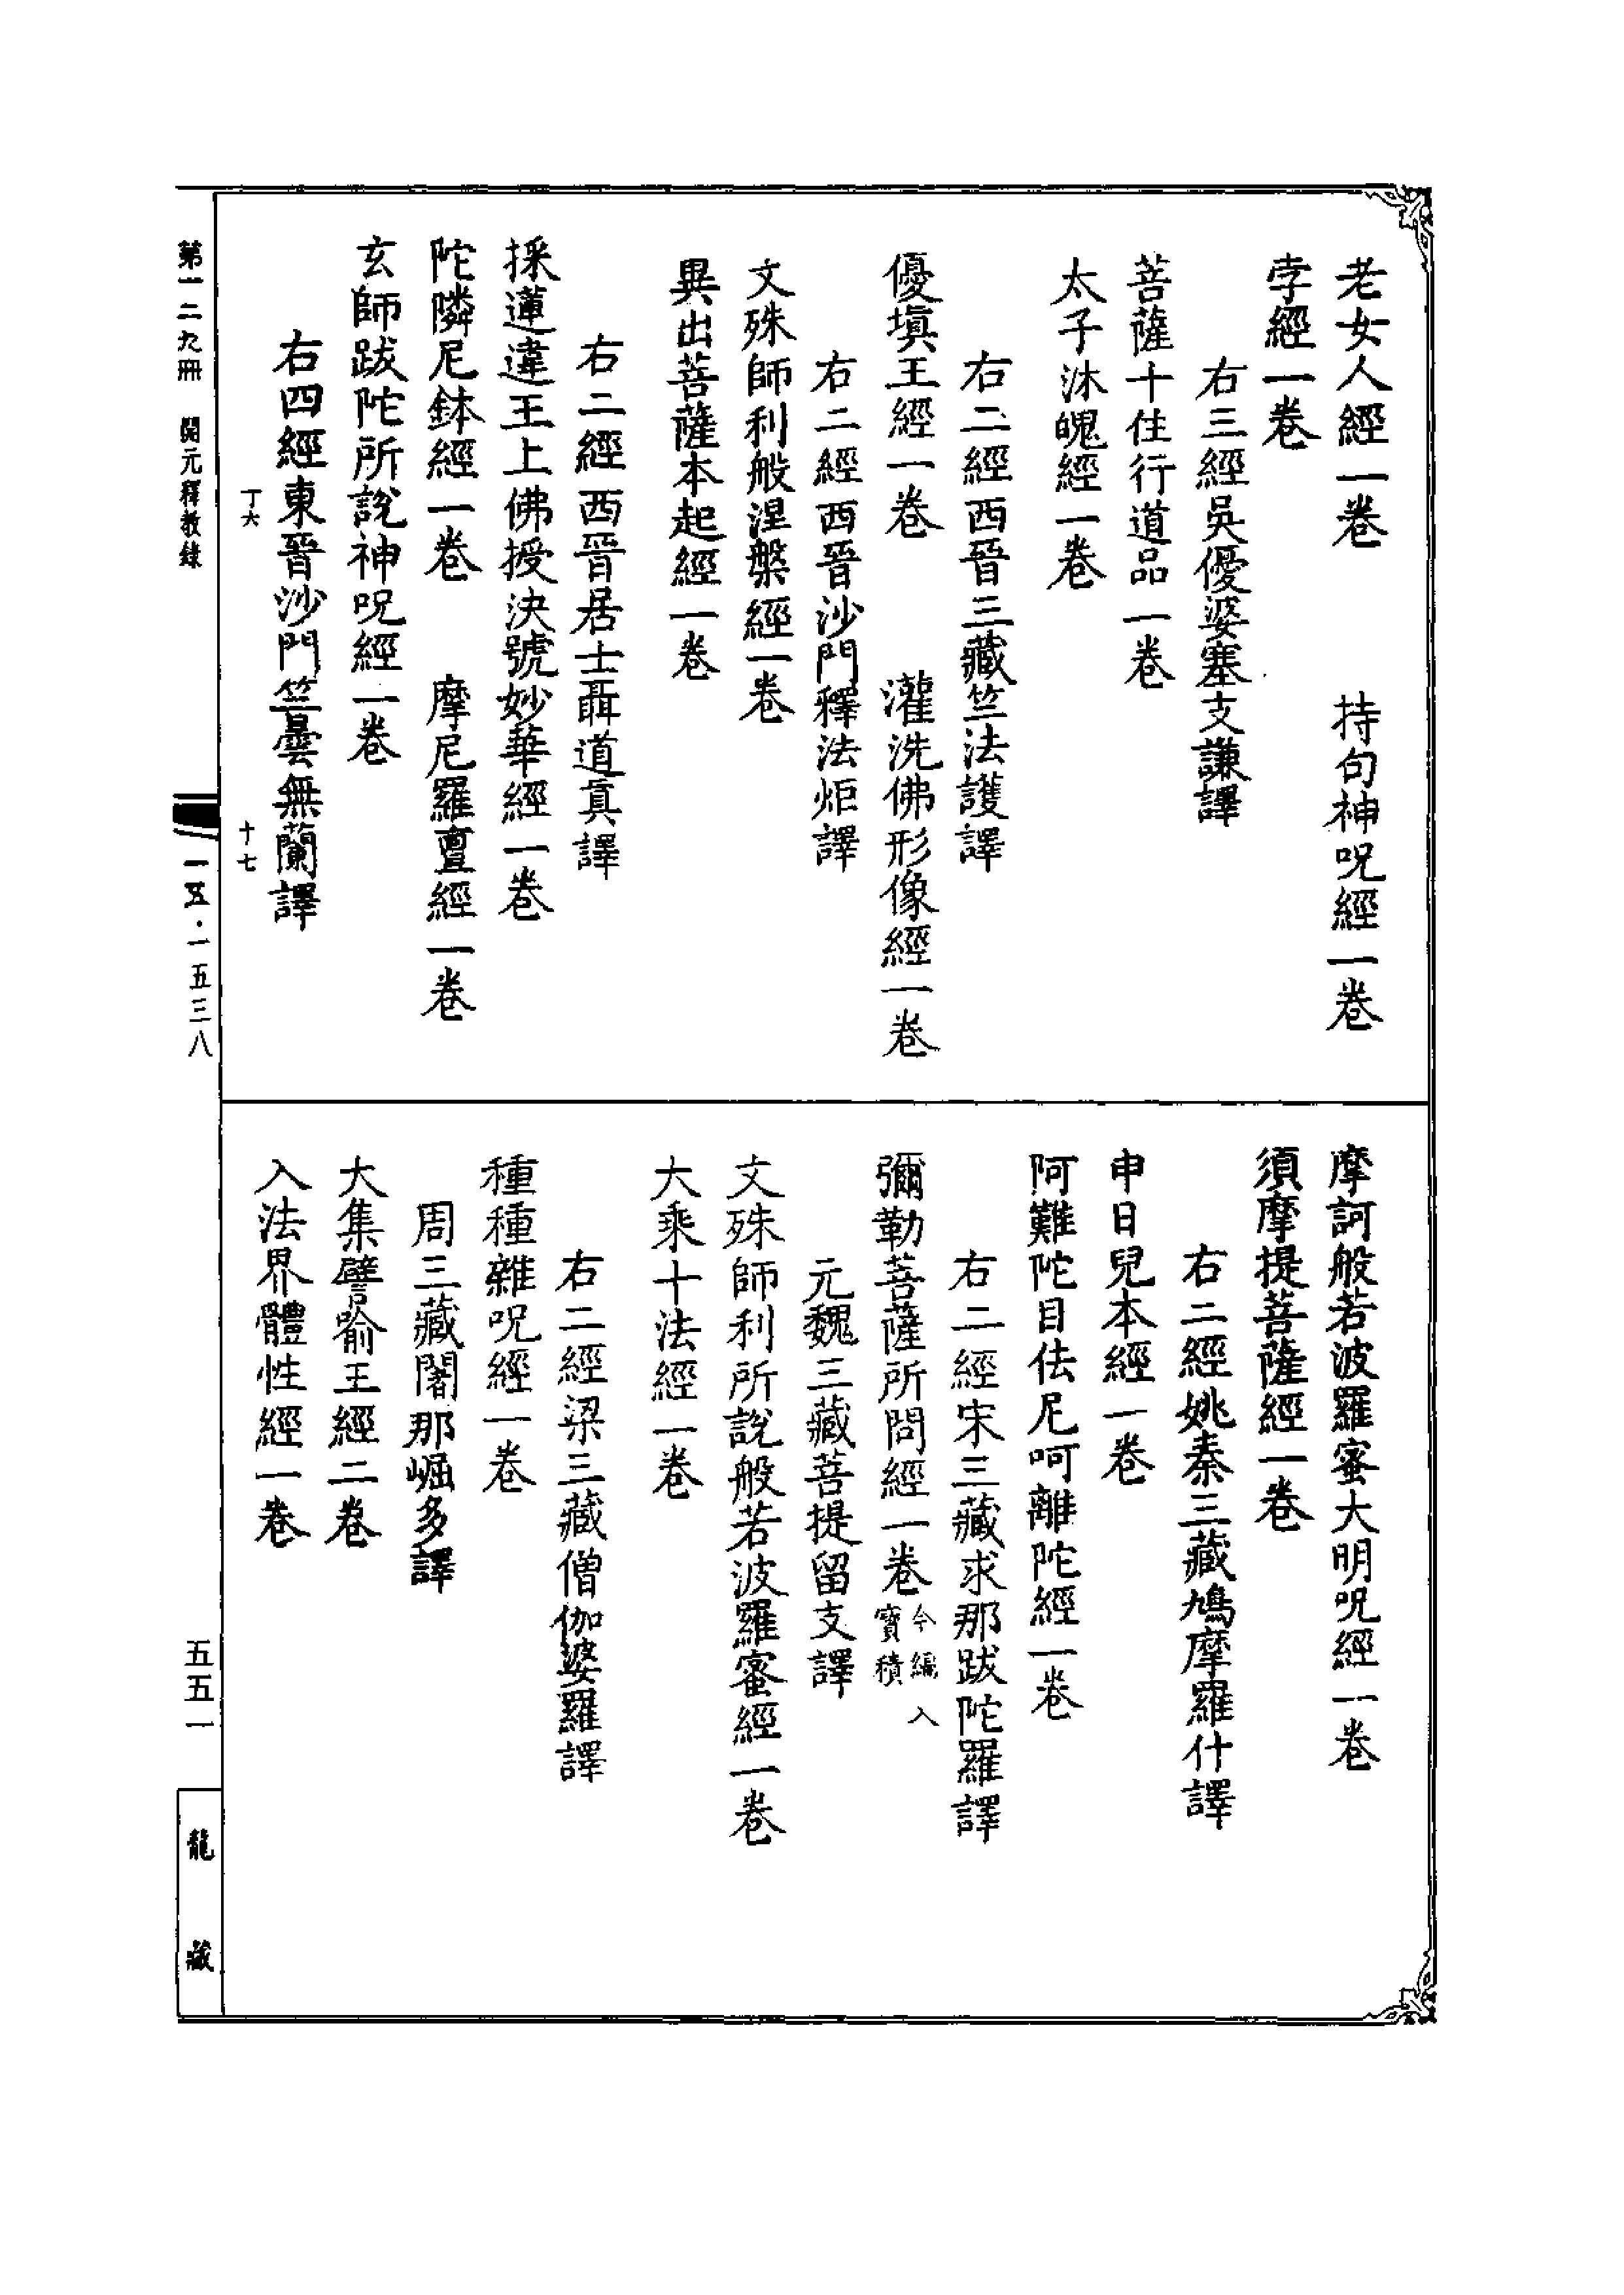 老女人經一卷　持句神呪經一卷
孛經一卷
右三經吳優婆塞支謙譯
菩薩十住行道品一卷
太子沐魄經一卷
右二經西晉三藏竺法護譯
優填王經一卷　灌洗佛形像經一卷
右二經西晉沙門釋法炬譯
文殊師利般涅槃經一卷
異出菩薩本起經一卷
右二經西晉居士聶道真譯
採蓮違王上佛授決號妙華經一卷
陀隣尼鉢經一卷　摩尼羅亶經一卷
玄師颰陀所說神呪經一卷
右四經東晉沙門竺曇無蘭譯
丁六　十七
摩訶般若波羅蜜大明呪經一卷
須摩提菩薩經一卷
右二經姚秦三藏鳩摩羅什譯
申日兒本經一卷
阿難陀目佉尼呵離陀經一卷
右二經宋三藏求那跋陀羅譯
彌勒菩薩所問經一卷今編入寶積
元魏三藏菩提留支譯
文殊師利所說般若波羅蜜經一卷
大乘十法經一卷
右二經梁三藏僧伽婆羅譯
種種雜呪經一卷
周三藏闍那崛多譯
大集譬喻王經二卷
入法界體性經一卷
第一二九冊　開元釋教錄
一五·一五三八
五五一
龍藏